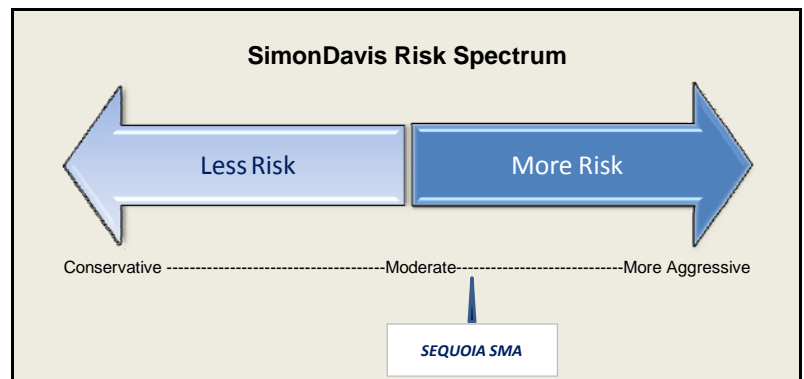 SimonDavis Risk Spectrum
Less Risk More Risk
Conservative ---------------------------------------Moderate------------------------------More Aggressive
SEQUOIA SMA